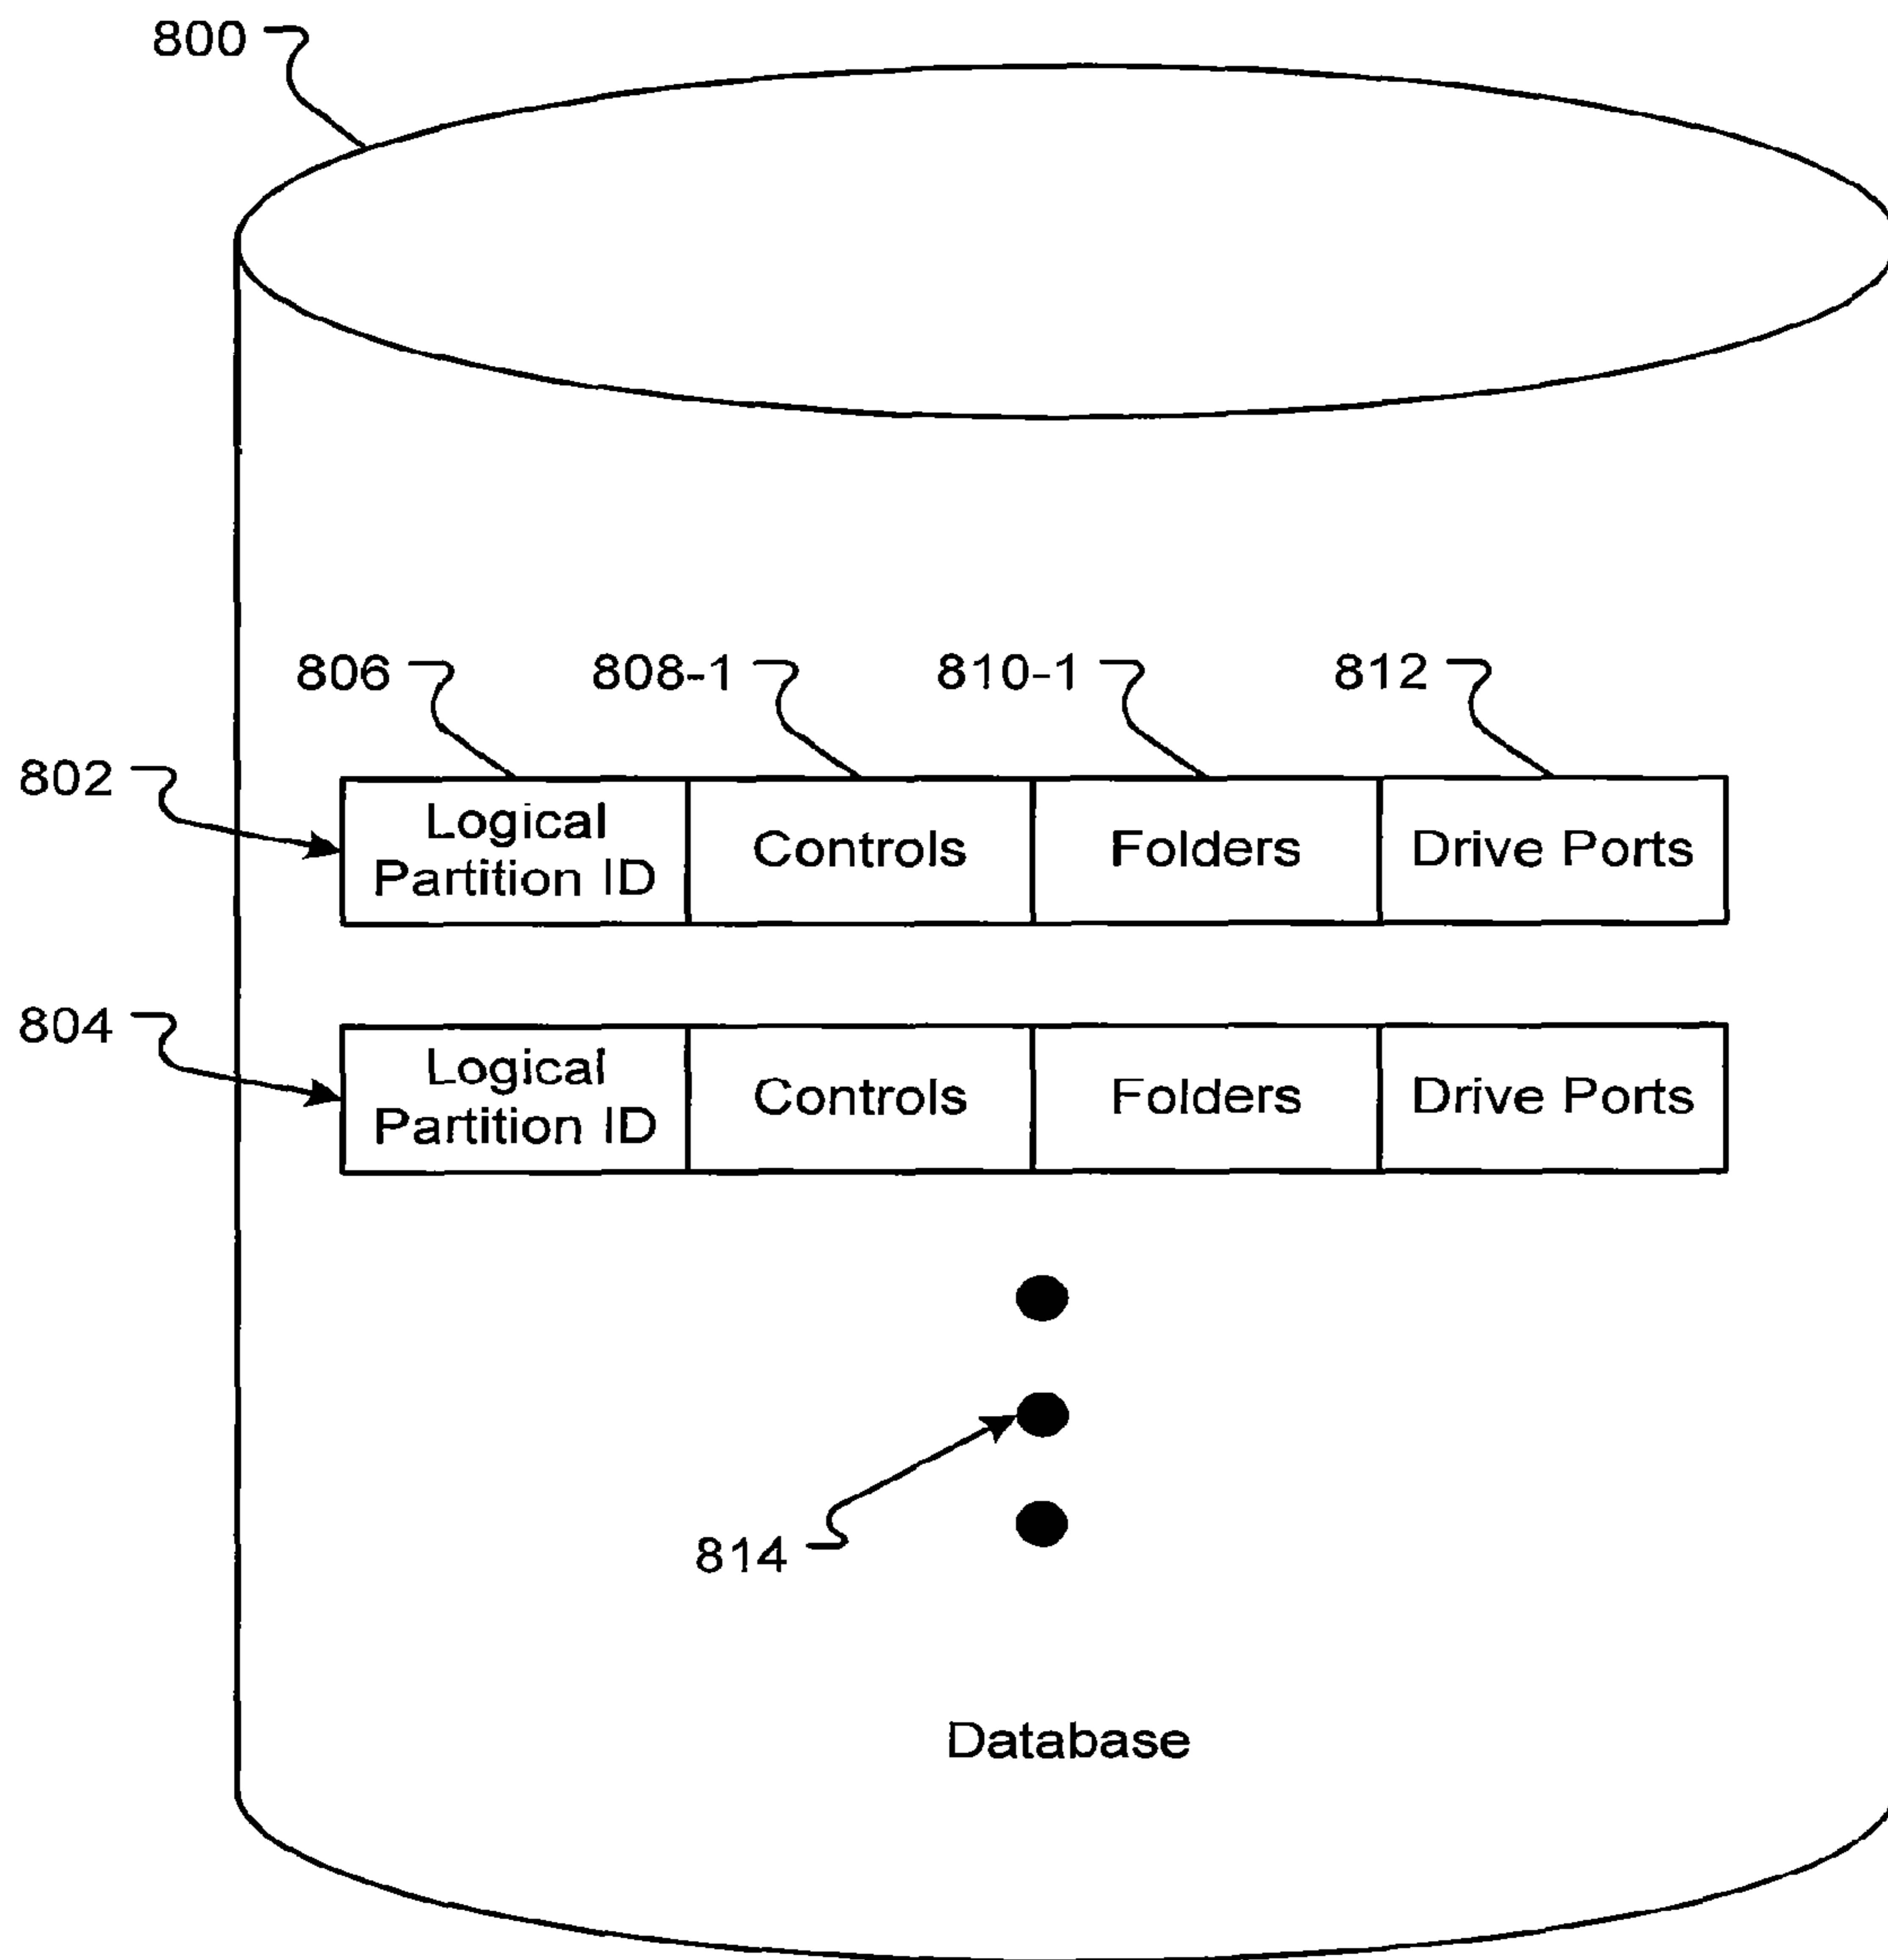 800
806 808-1 810-1 812
802
Logical Partition ID Controls Folders Drive Ports
804
Logical Partition ID Controls Folders Drive Ports
814
Database